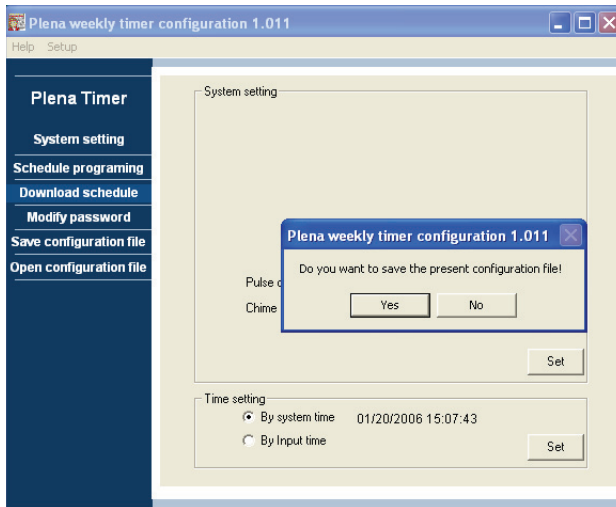 Plena weekly timer configuration 1.011
Help Setup
Plena Timer
System setting
Schedule programing
Download schedule
Modify password
Save configuration file
Open configuration file
System setting
Plena weekly timer configuration 1.011
Do you want to save the present configuration file!
Yes No
Pulse
Chime
Set
Time setting
By system time 01/20/2006 15:07:43
By Input time
Set